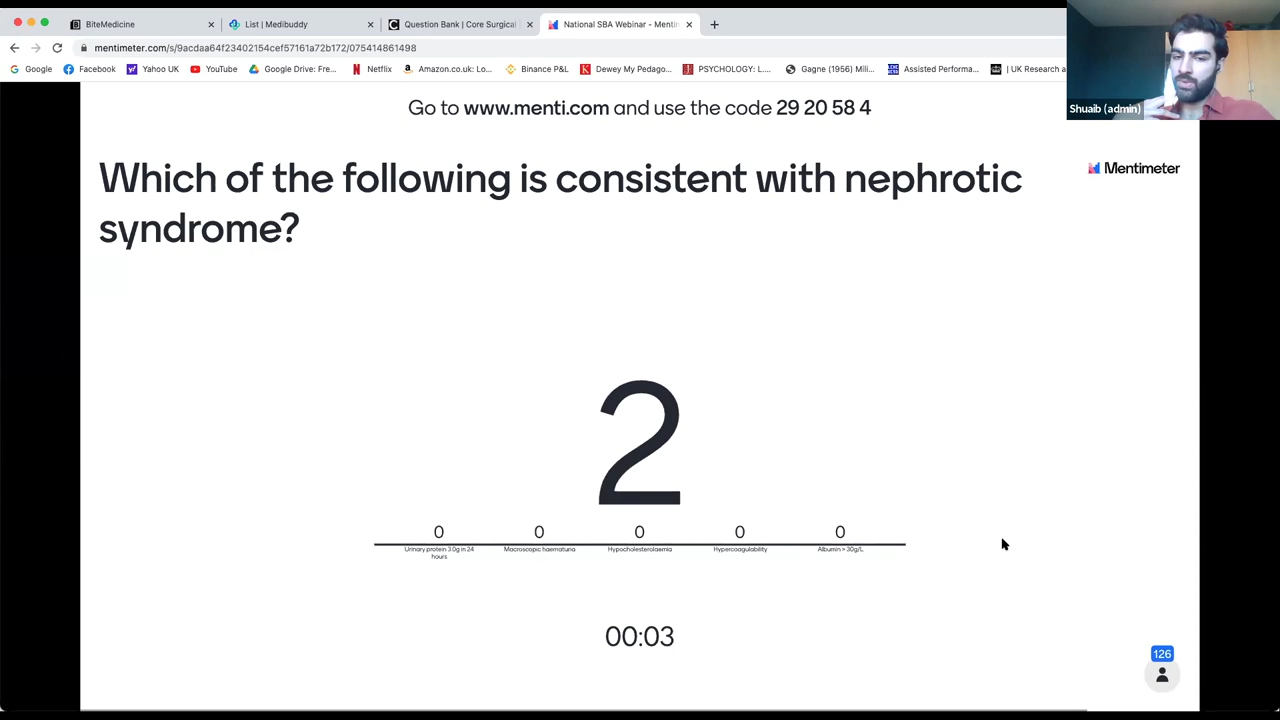 BiteMedicine
List | Medibuddy
Question Bank | Core Surgical
National SBA Webinar - Mentim
mentimeter.com/s/9acdaa64f23402154cef57161a72b172/075414861498
Google
Facebook
Yahoo UK
YouTube
Google Drive: Fre...
Netflix
Amazon.co.uk: Lo...
Binance P&L
Dewey My Pedago...
PSYCHOLOGY: L....
Gagne (1956) Mili...
Assisted Performa...
| UK Research a
Shuaib (admin)
Go to www.menti.com and use the code 29 20 58 4
Mentimeter
Which of the following is consistent with nephrotic
syndrome?
2
0 0 0 0 0
Urinary protein 3.0g in 24
hours
Macroscopic haematuria
Hypocholesterolaemia
Hypercoagulability
Albumin > 30g/L
00:03
126